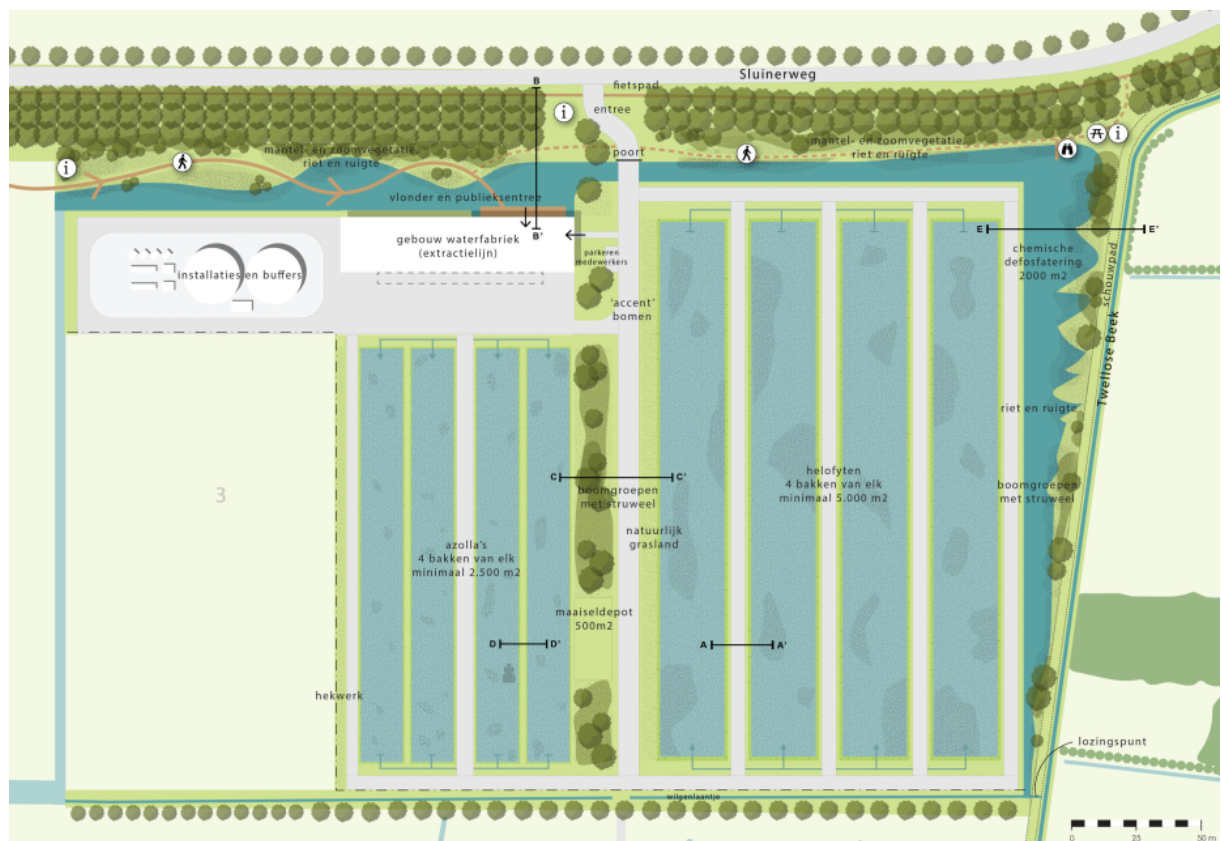 Sluinerweg
B
fietspad
i
entree
mantel- en zoomvegetatie,
riet en ruigte
mantel- en zoomvegetatie,
riet en ruigte
i
poort
i
vlonder en publieksentree
B'
gebouw waterfabriek
(extractielijn)
installaties en buffers
parkeren
medewerkers
'accent'
bomen
E
E'
chemische
defosfatering
2000 m2
schouwpad
Twellose Beek
riet en ruigte
3
C
C'
boomgroepen
met struweel
helofyten
4 bakken van elk
minimaal 5.000 m2
boomgroepen
met struweel
natuurlijk
grasland
azolla's
4 bakken van elk
minimaal 2.500 m2
maaiseldepot
500m2
D
D'
A
A'
hekwerk
lozingspunt
wilgenlaantje
0
25
50 m